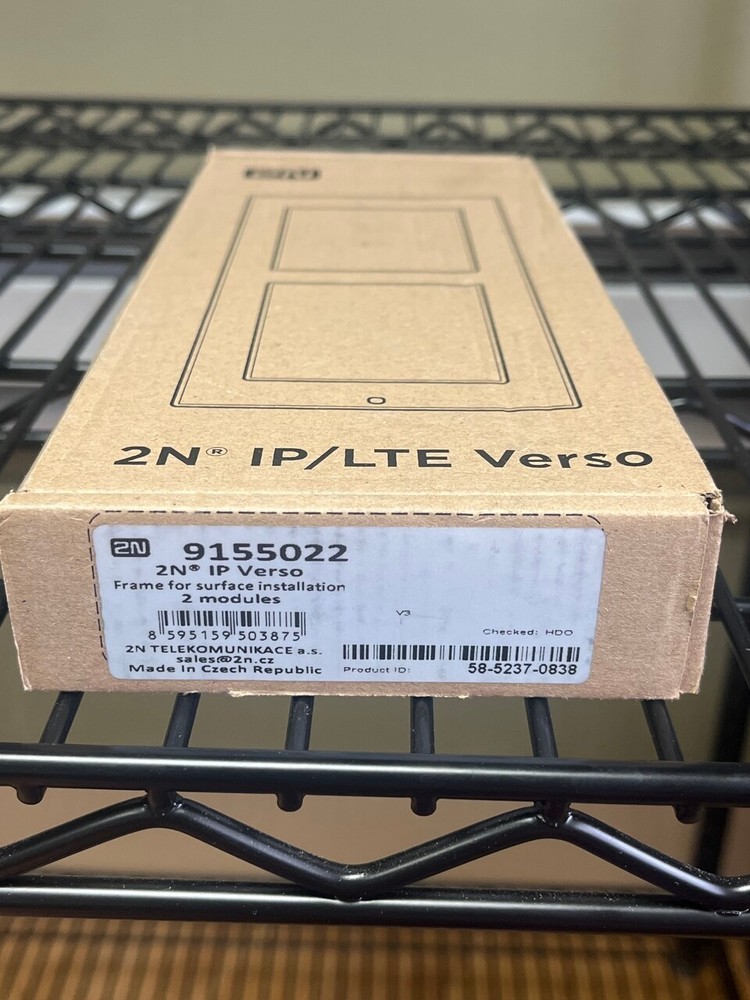 2N
2N® IP/LTE Verso
2N 9155022
2N® IP Verso
Frame for surface installation
2 modules
V3
Checked: HDO
8 595159 503875
2N TELEKOMUNIKACE a.s.
sales@2n.cz
Made In Czech Republic
Product ID: 58-5237-0838